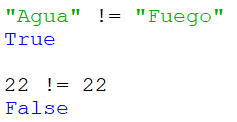 "Agua" != "Fuego"
True
22 != 22
False